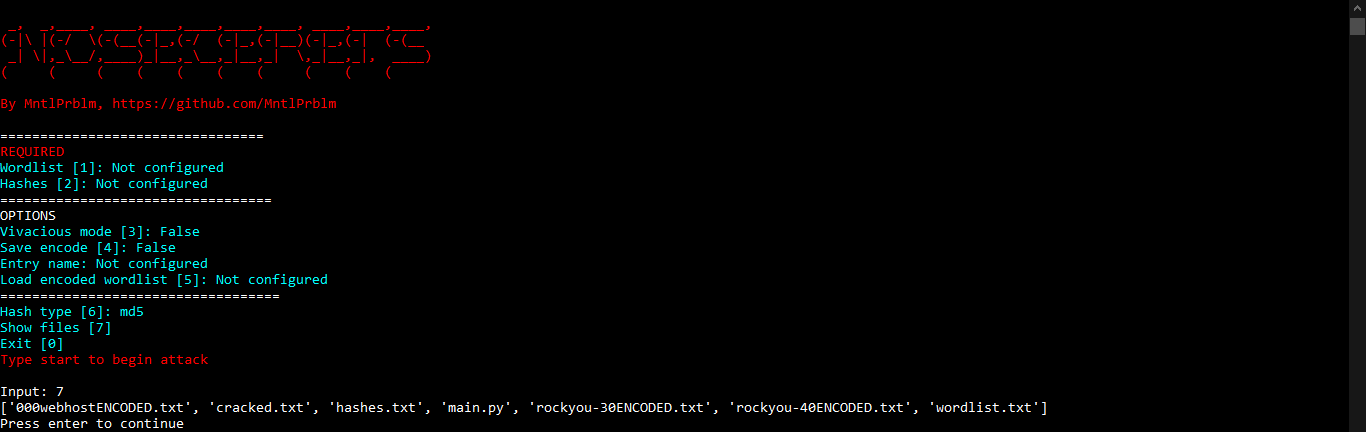 NOSECRETS
By MntlPrblm, https://github.com/MntlPrblm
=================================
REQUIRED
Wordlist [1]: Not configured
Hashes [2]: Not configured
==================================
OPTIONS
Vivacious mode [3]: False
Save encode [4]: False
Entry name: Not configured
Load encoded wordlist [5]: Not configured
===================================
Hash type [6]: md5
Show files [7]
Exit [0]
Type start to begin attack
Input: 7
['000webhostENCODED.txt', 'cracked.txt', 'hashes.txt', 'main.py', 'rockyou-30ENCODED.txt', 'rockyou-40ENCODED.txt', 'wordlist.txt']
Press enter to continue